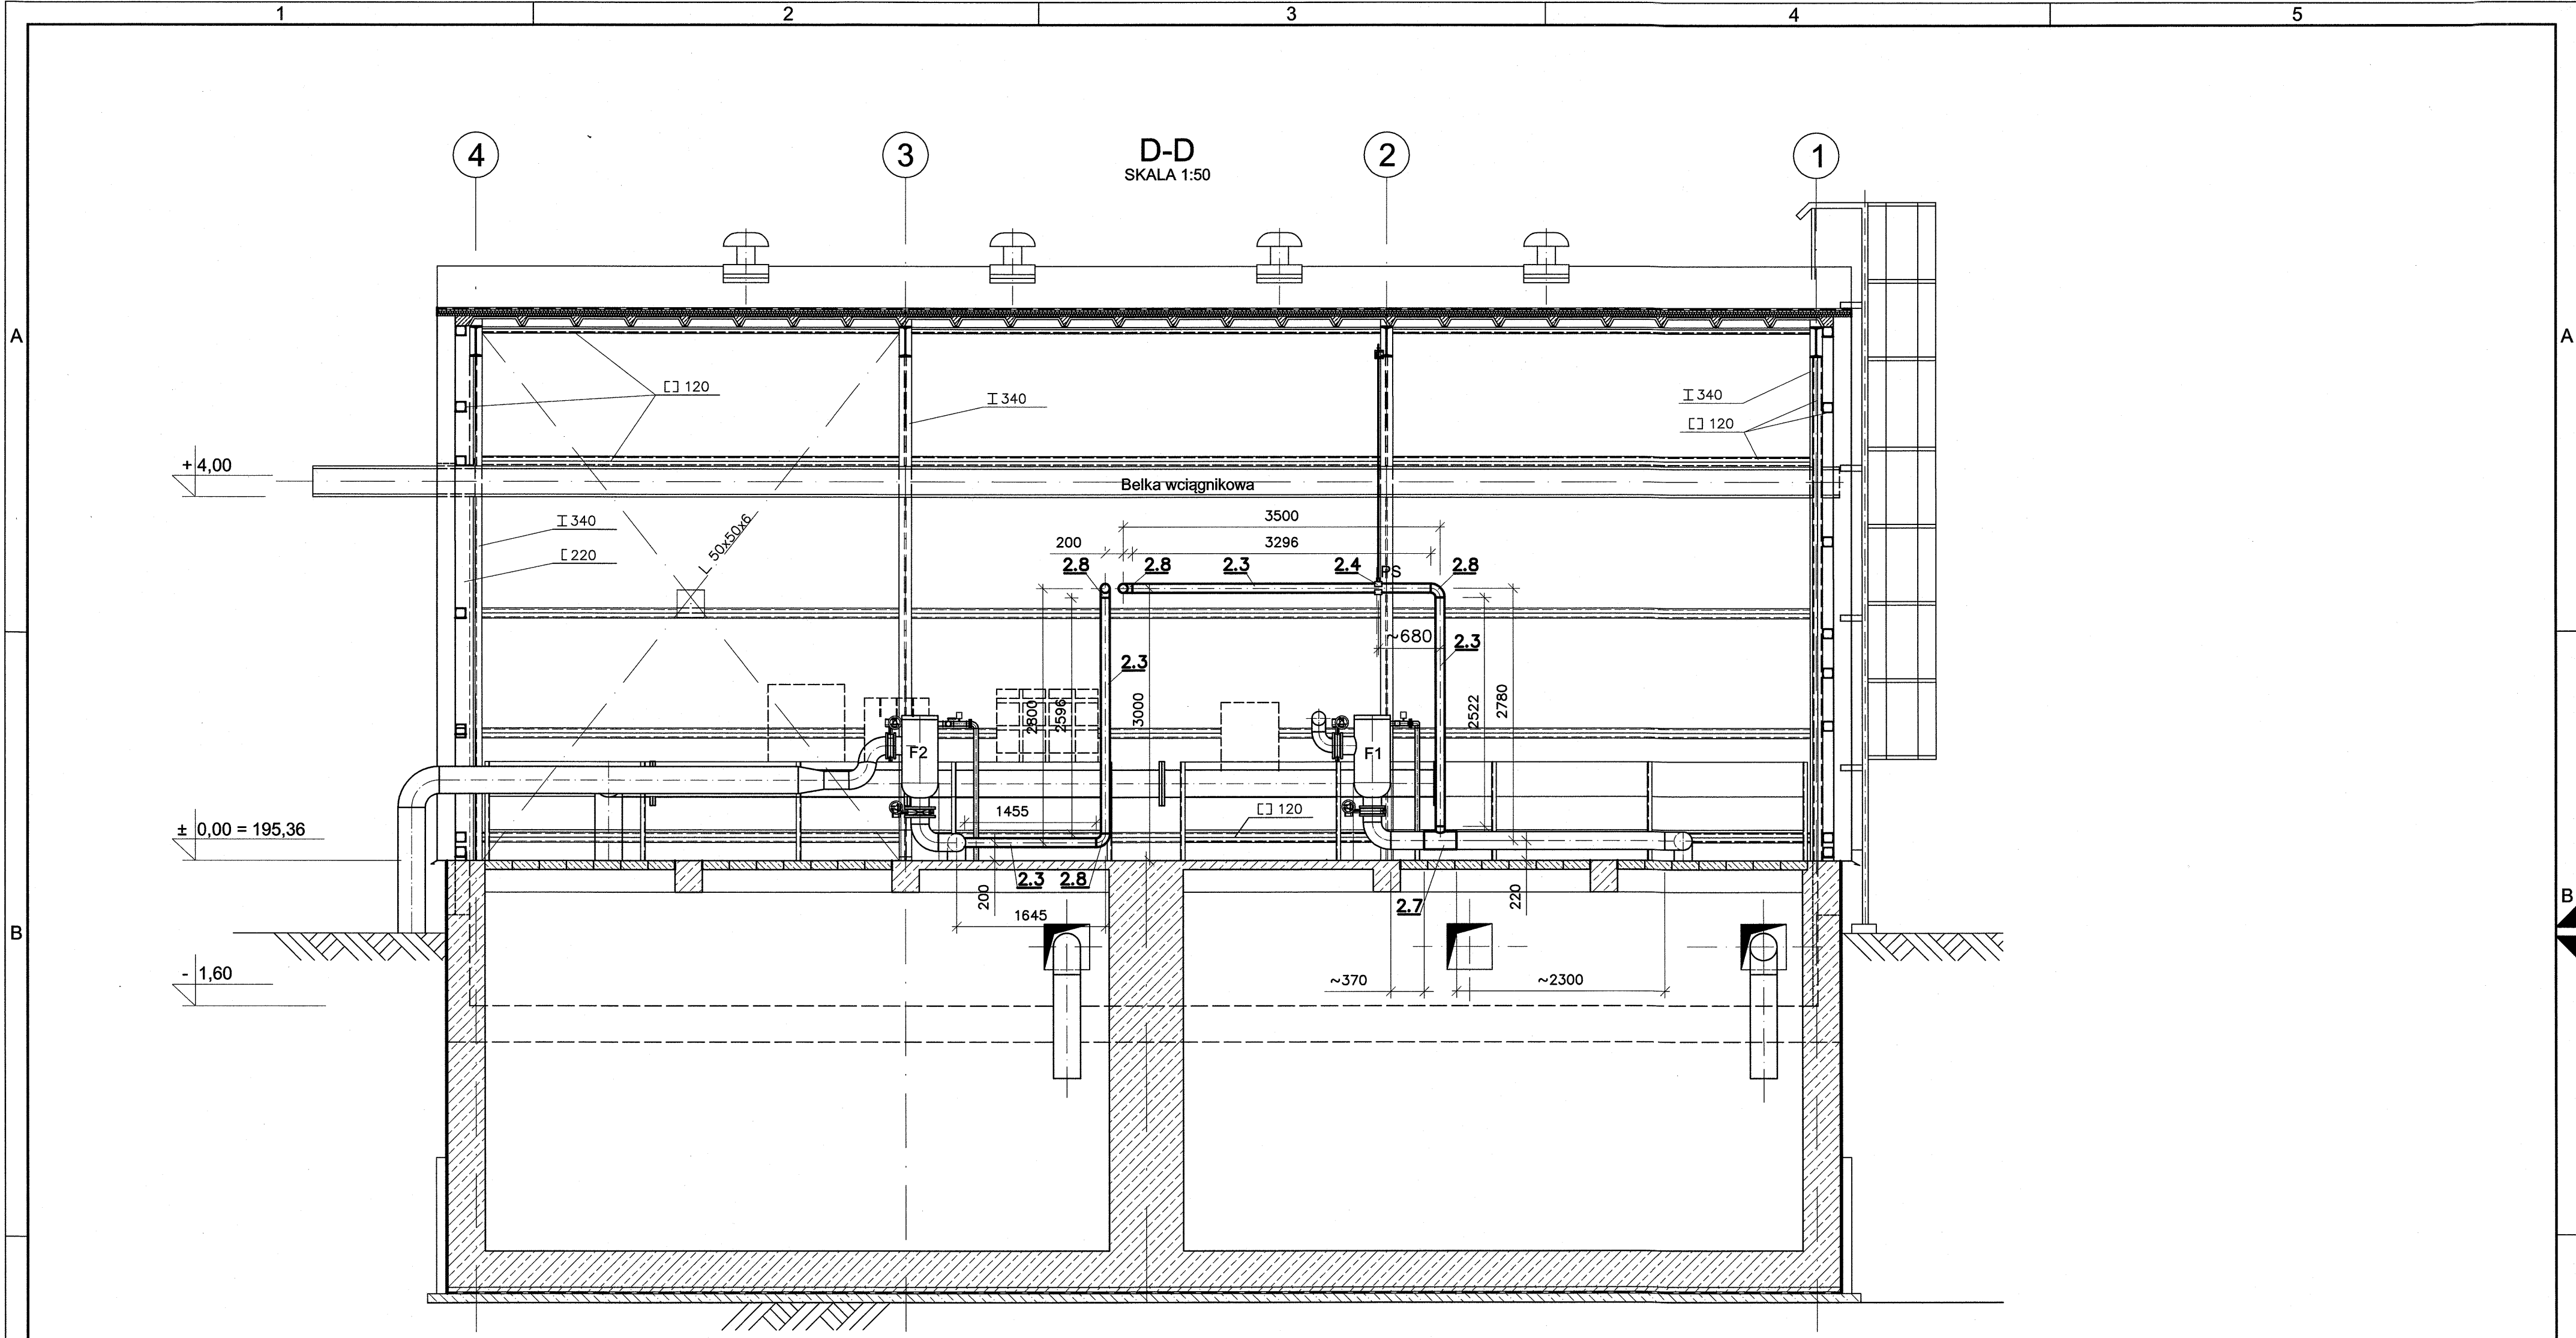 1 2 3 4 5
4 3 D-D 2 1
SKALA 1:50
A A
[] 120
I 340
I 340
[] 120
+ 4,00
Belka wciągnikowa
I 340
[ 220
L 50x50x6
3500
200 3296
2.8 2.8 2.3 2.4 PS 2.8
~680
2.3 2.3
2800 2596 3000 2522 2780
F2 F1
1455 [] 120
± 0,00 = 195,36
2.3 2.8
200 220
2.7
1645
B B
- 1,60
~370 ~2300